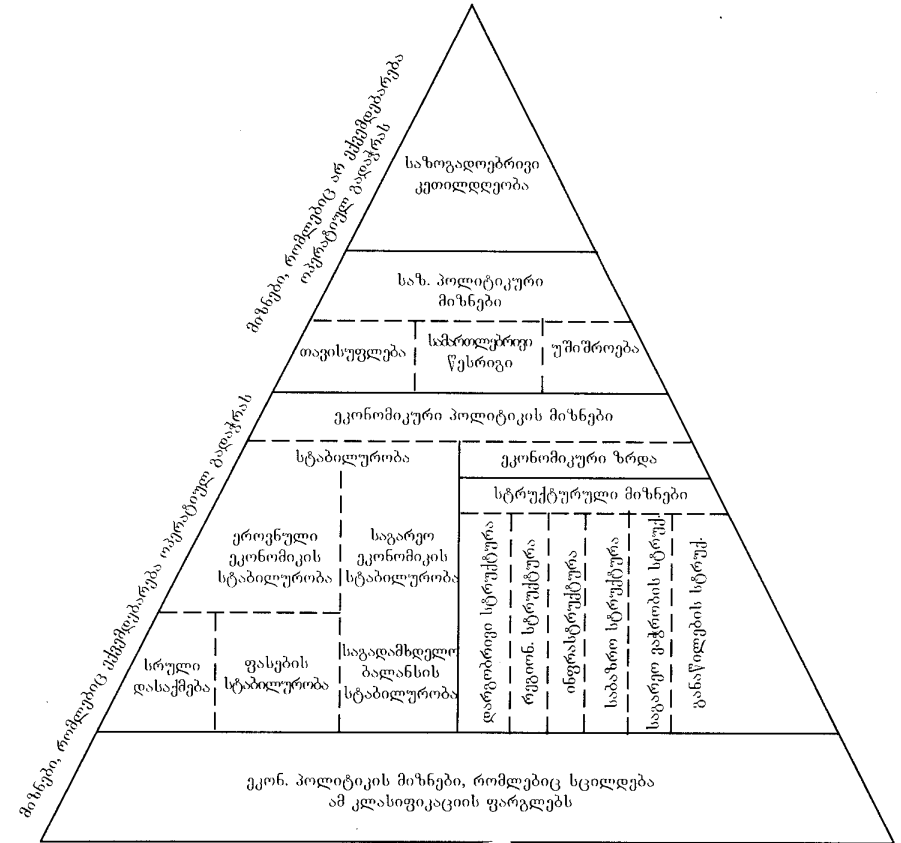 მიზნები, რომლებიც არ ექვემდებარება
ოპერატიულ გადაჭრას
საზოგადოებრივი
კეთილდღეობა
საზ. პოლიტიკური
მიზნები
თავისუფლება
სამართლებრივი
წესრიგი
უშიშროება
მიზნები, რომლებიც ექვემდებარება ოპერატიულ გადაჭრას
ეკონომიკური პოლიტიკის მიზნები
სტაბილურობა
ეკონომიკური ზრდა
სტრუქტურული მიზნები
ეროვნული
ეკონომიკის
სტაბილურობა
საგარეო
ეკონომიკის
სტაბილურობა
სრული
დასაქმება
ფასების
სტაბილურობა
საგადამხდელო
ბალანსის
სტაბილურობა
დარგობრივი სტრუქტურა
რეგიონ. სტრუქტურა
ინფრასტრუქტურა
საბაზრო სტრუქტურა
საგარეო ვაჭრობის სტრუქ.
განაწილების სტრუქ.
ეკონ. პოლიტიკის მიზნები, რომლებიც სცილდება
ამ კლასიფიკაციის ფარგლებს